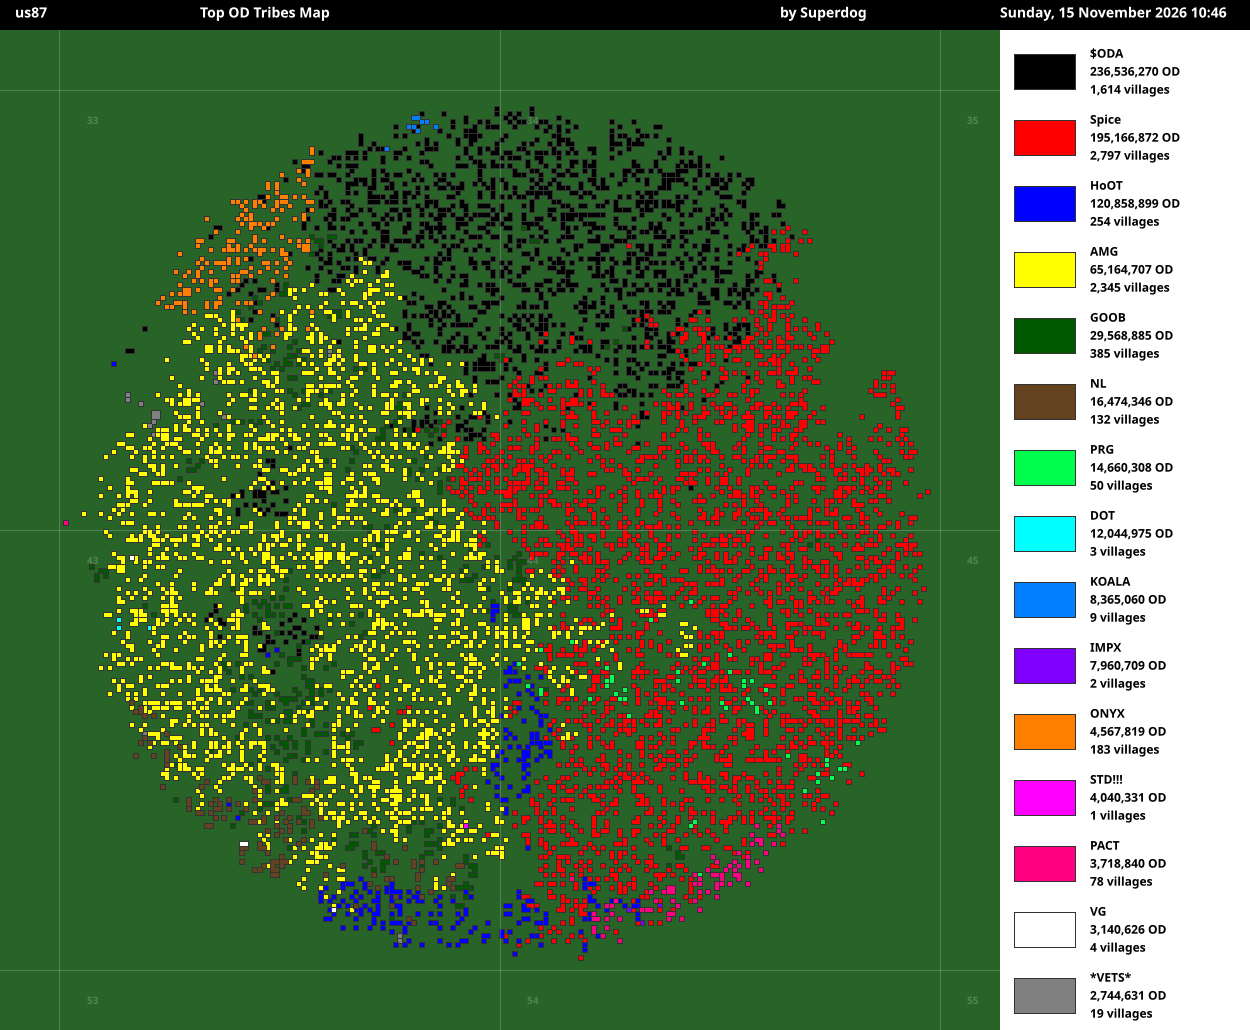 us87 Top OD Tribes Map by Superdog Sunday, 15 November 2026 10:46
33
35
43
44
45
53
54
55
$ODA
236,536,270 OD
1,614 villages
Spice
195,166,872 OD
2,797 villages
HoOT
120,858,899 OD
254 villages
AMG
65,164,707 OD
2,345 villages
GOOB
29,568,885 OD
385 villages
NL
16,474,346 OD
132 villages
PRG
14,660,308 OD
50 villages
DOT
12,044,975 OD
3 villages
KOALA
8,365,060 OD
9 villages
IMPX
7,960,709 OD
2 villages
ONYX
4,567,819 OD
183 villages
STD!!!
4,040,331 OD
1 villages
PACT
3,718,840 OD
78 villages
VG
3,140,626 OD
4 villages
*VETS*
2,744,631 OD
19 villages